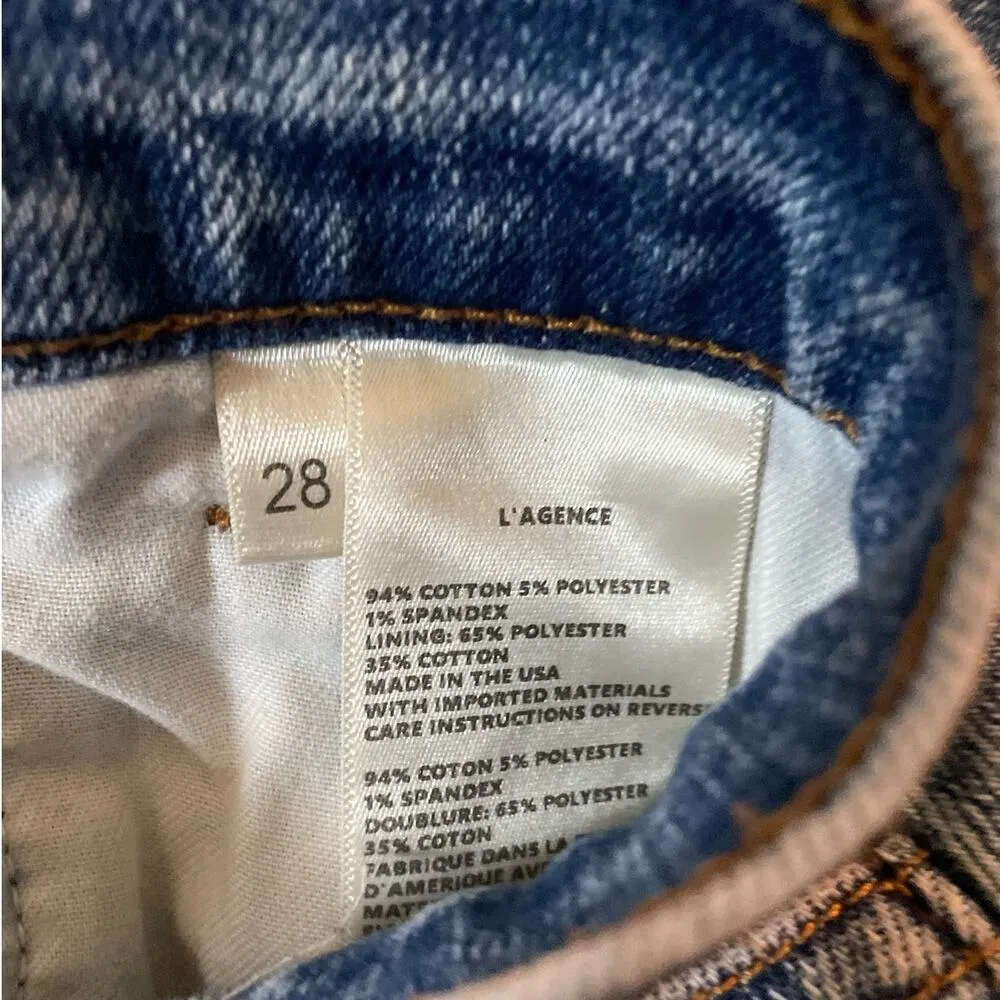 28
L'AGENCE
94% COTTON 5% POLYESTER
1% SPANDEX
LINING: 65% POLYESTER
35% COTTON
MADE IN THE USA
WITH IMPORTED MATERIALS
CARE INSTRUCTIONS ON REVERS
94% COTON 5% POLYESTER
1% SPANDEX
DOUBLURE: 65% POLYESTER
35% COTON
FABRIQUE DANS LA
D'AMERIQUE